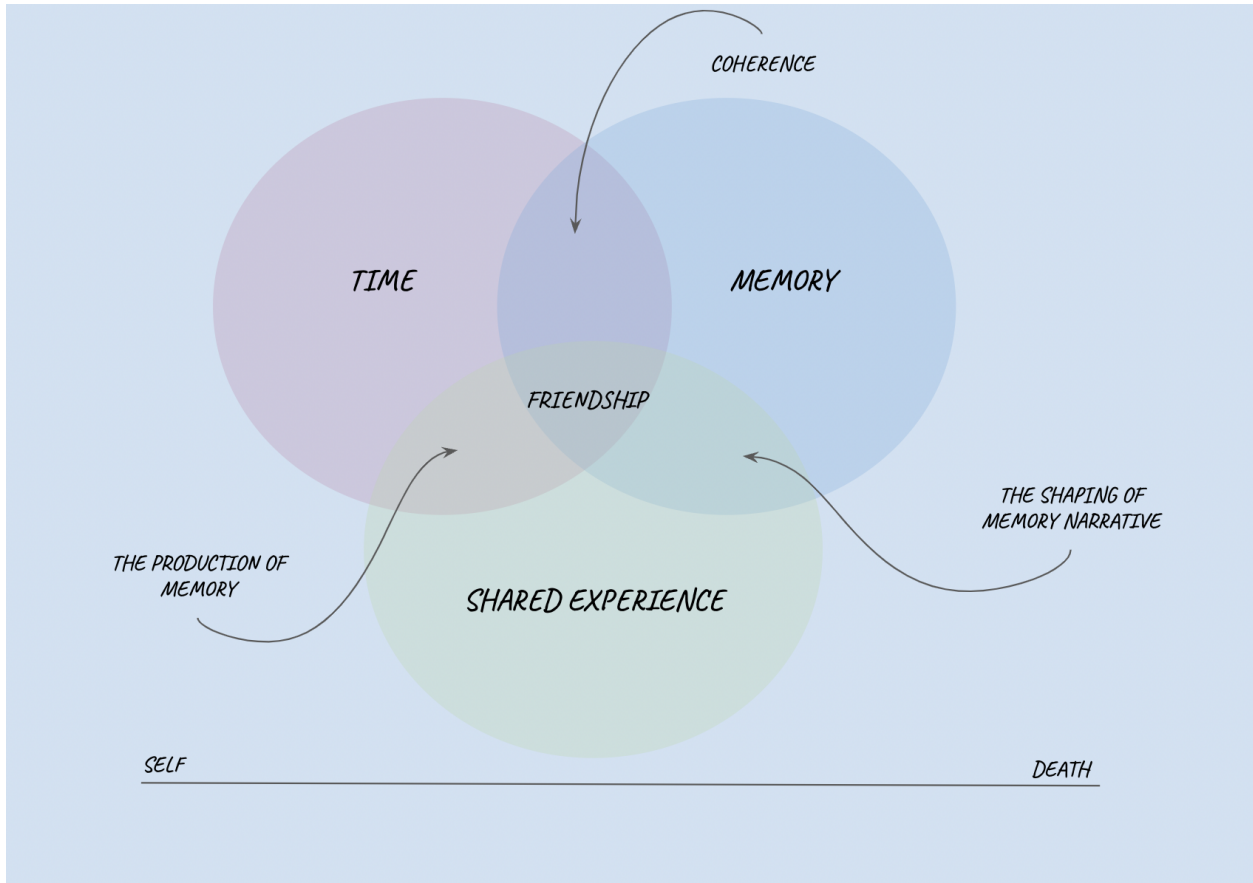 COHERENCE
TIME
MEMORY
FRIENDSHIP
THE SHAPING OF
MEMORY NARRATIVE
THE PRODUCTION OF
MEMORY
SHARED EXPERIENCE
SELF
DEATH